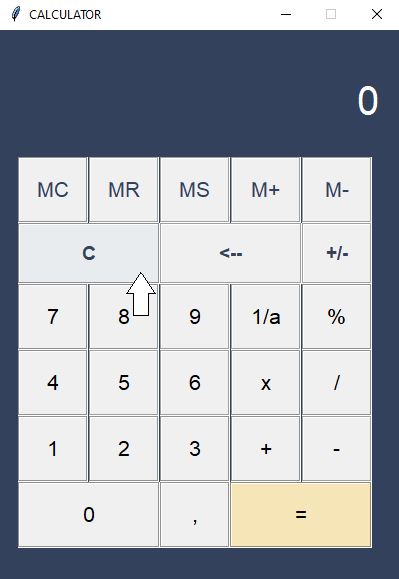 CALCULATOR
0
MC MR MS M+ M-
C <-- +/-
7 8 9 1/a %
4 5 6 x /
1 2 3 + -
0 , =